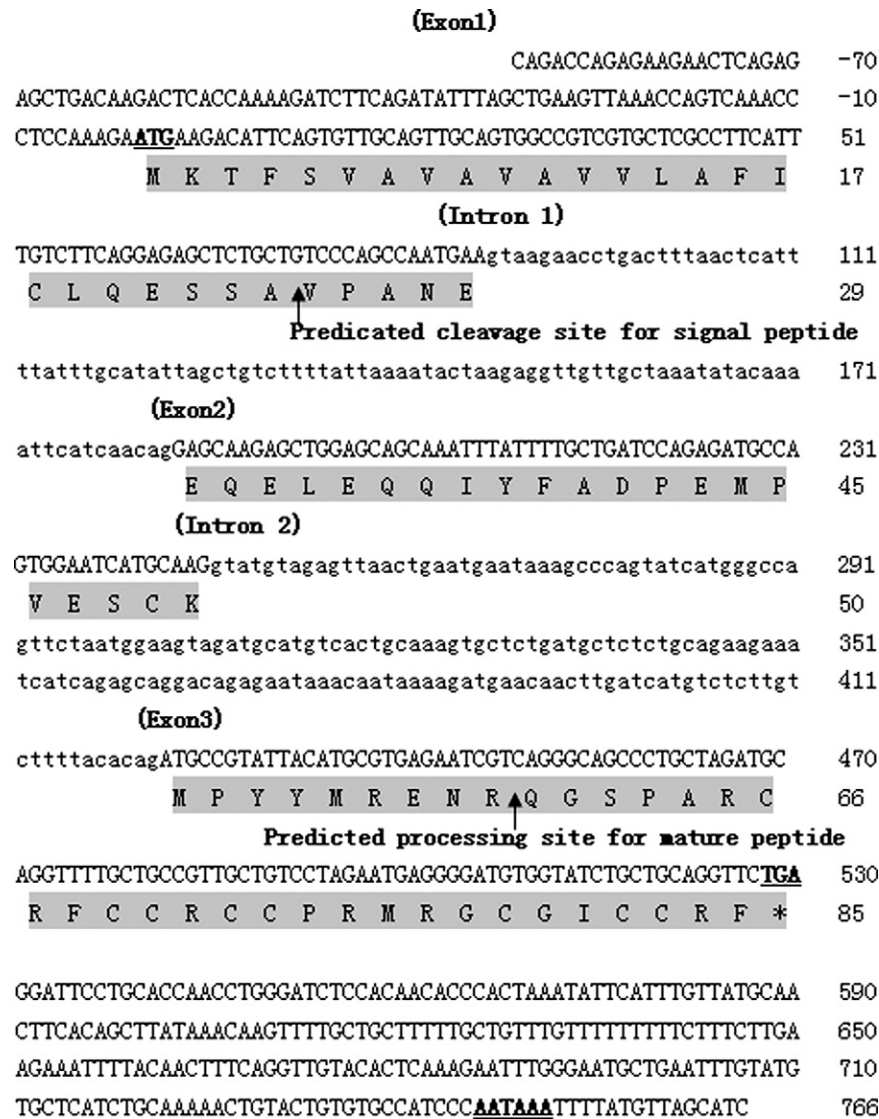 (Exon1)
CAGACCAGAGAAGAACTCAGAG -70
AGCTGACAAGACTCACCAAAAGATCTTCAGATATTTAGCTGAAGTTAAACCAGTCAAACC -10
CTCCAAAGAATGAAGACATTCAGTGTTGCAGTTGCAGTGGCCGTCGTGCTCGCCTTCATT 51
M K T F S V A V A V A V V L A F I 17
(Intron 1)
TGTCTTCAGGAGAGCTCTGCTGTCCCAGCCAATGAAgtaagaacctgactttaactcatt 111
C L Q E S S A V P A N E 29
Predicated cleavage site for signal peptide
ttatttgcatattagctgtcttttattaaaatactaagaggttgttgctaaatatacaaa 171
(Exon2)
attcatcaacagGAGCAAGAGCTGGAGCAGCAAATTTATTTTGCTGATCCAGAGATGCCA 231
E Q E L E Q Q I Y F A D P E M P 45
(Intron 2)
GTGGAATCATGCAAGgtatgtagagttaactgaatgaataaagcccagtatcatgggcca 291
V E S C K 50
gttctaatggaagtagatgcatgtcactgcaaagtgctctgatgctctctgcagaagaaa 351
tcatcagagcaggacagagaataaacaataaaagatgaacaacttgatcatgtctcttgt 411
(Exon3)
cttttacacagATGCCGTATTACATGCGTGAGAATCGTCAGGGCAGCCCTGCTAGATGC 470
M P Y Y M R E N R Q G S P A R C 66
Predicted processing site for mature peptide
AGGTTTTGCTGCCGTTGCTGTCCTAGAATGAGGGGATGTGGTATCTGCTGCAGGTTCTGA 530
R F C C R C C P R M R G C G I C C R F * 85
GGATTCCTGCACCAACCTGGGATCTCCACAACACCCACTAAATATTCATTTGTTATGCAA 590
CTTCACAGCTTATAAACAAGTTTTGCTGCTTTTTGCTGTTTGTTTTTTTTTCTTTCTTGA 650
AGAAATTTTACAACTTTCAGGTTGTACACTCAAAGAATTTGGGAATGCTGAATTTGTATG 710
TGCTCATCTGCAAAAACTGTACTGTGTGCCATCCCAATAAATTTTATGTTAGCATC 766